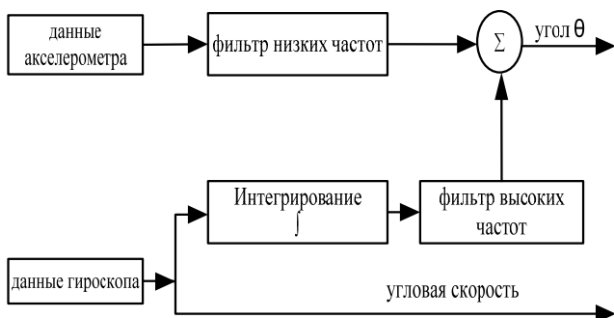 данные
акселерометра
фильтр низких частот
Σ
угол θ
Интегрирование
∫
фильтр высоких
частот
данные гироскопа
угловая скорость